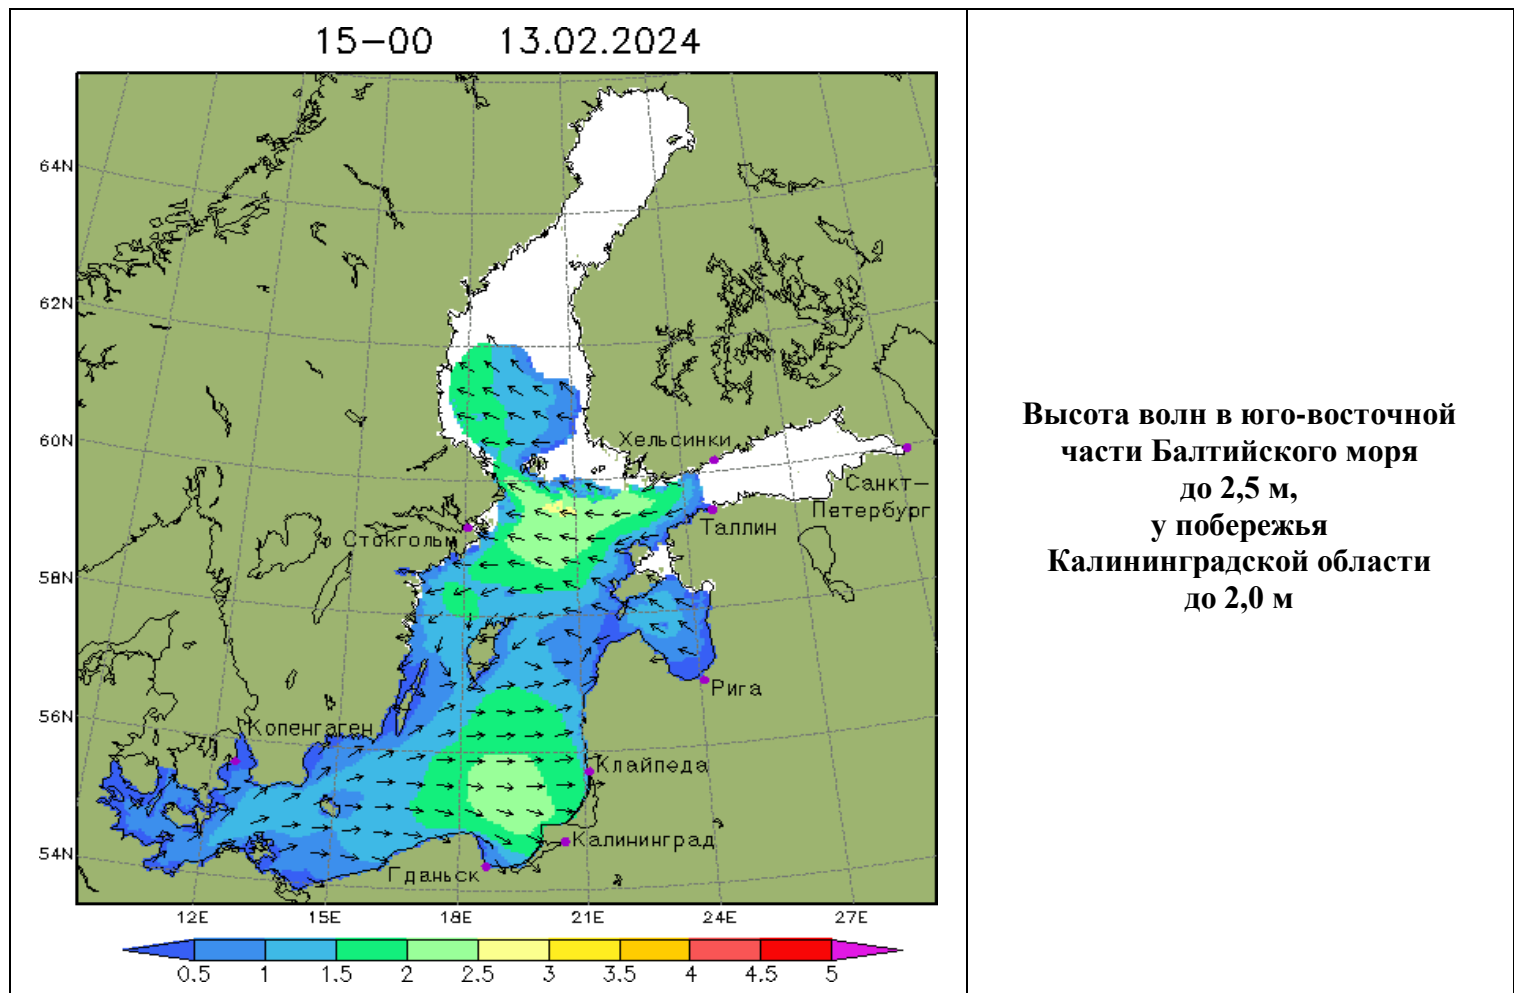 15-00 13.02.2024
64N
62N
60N
58N
56N
54N
Хельсинки
Санкт-
Петербург
Таллин
Стокгольм
Рига
Копенгаген
Клайпеда
Калининград
Гданьск
12E 15E 18E 21E 24E 27E
0.5 1 1.5 2 2.5 3 3.5 4 4.5 5
Высота волн в юго-восточной
части Балтийского моря
до 2,5 м,
у побережья
Калининградской области
до 2,0 м